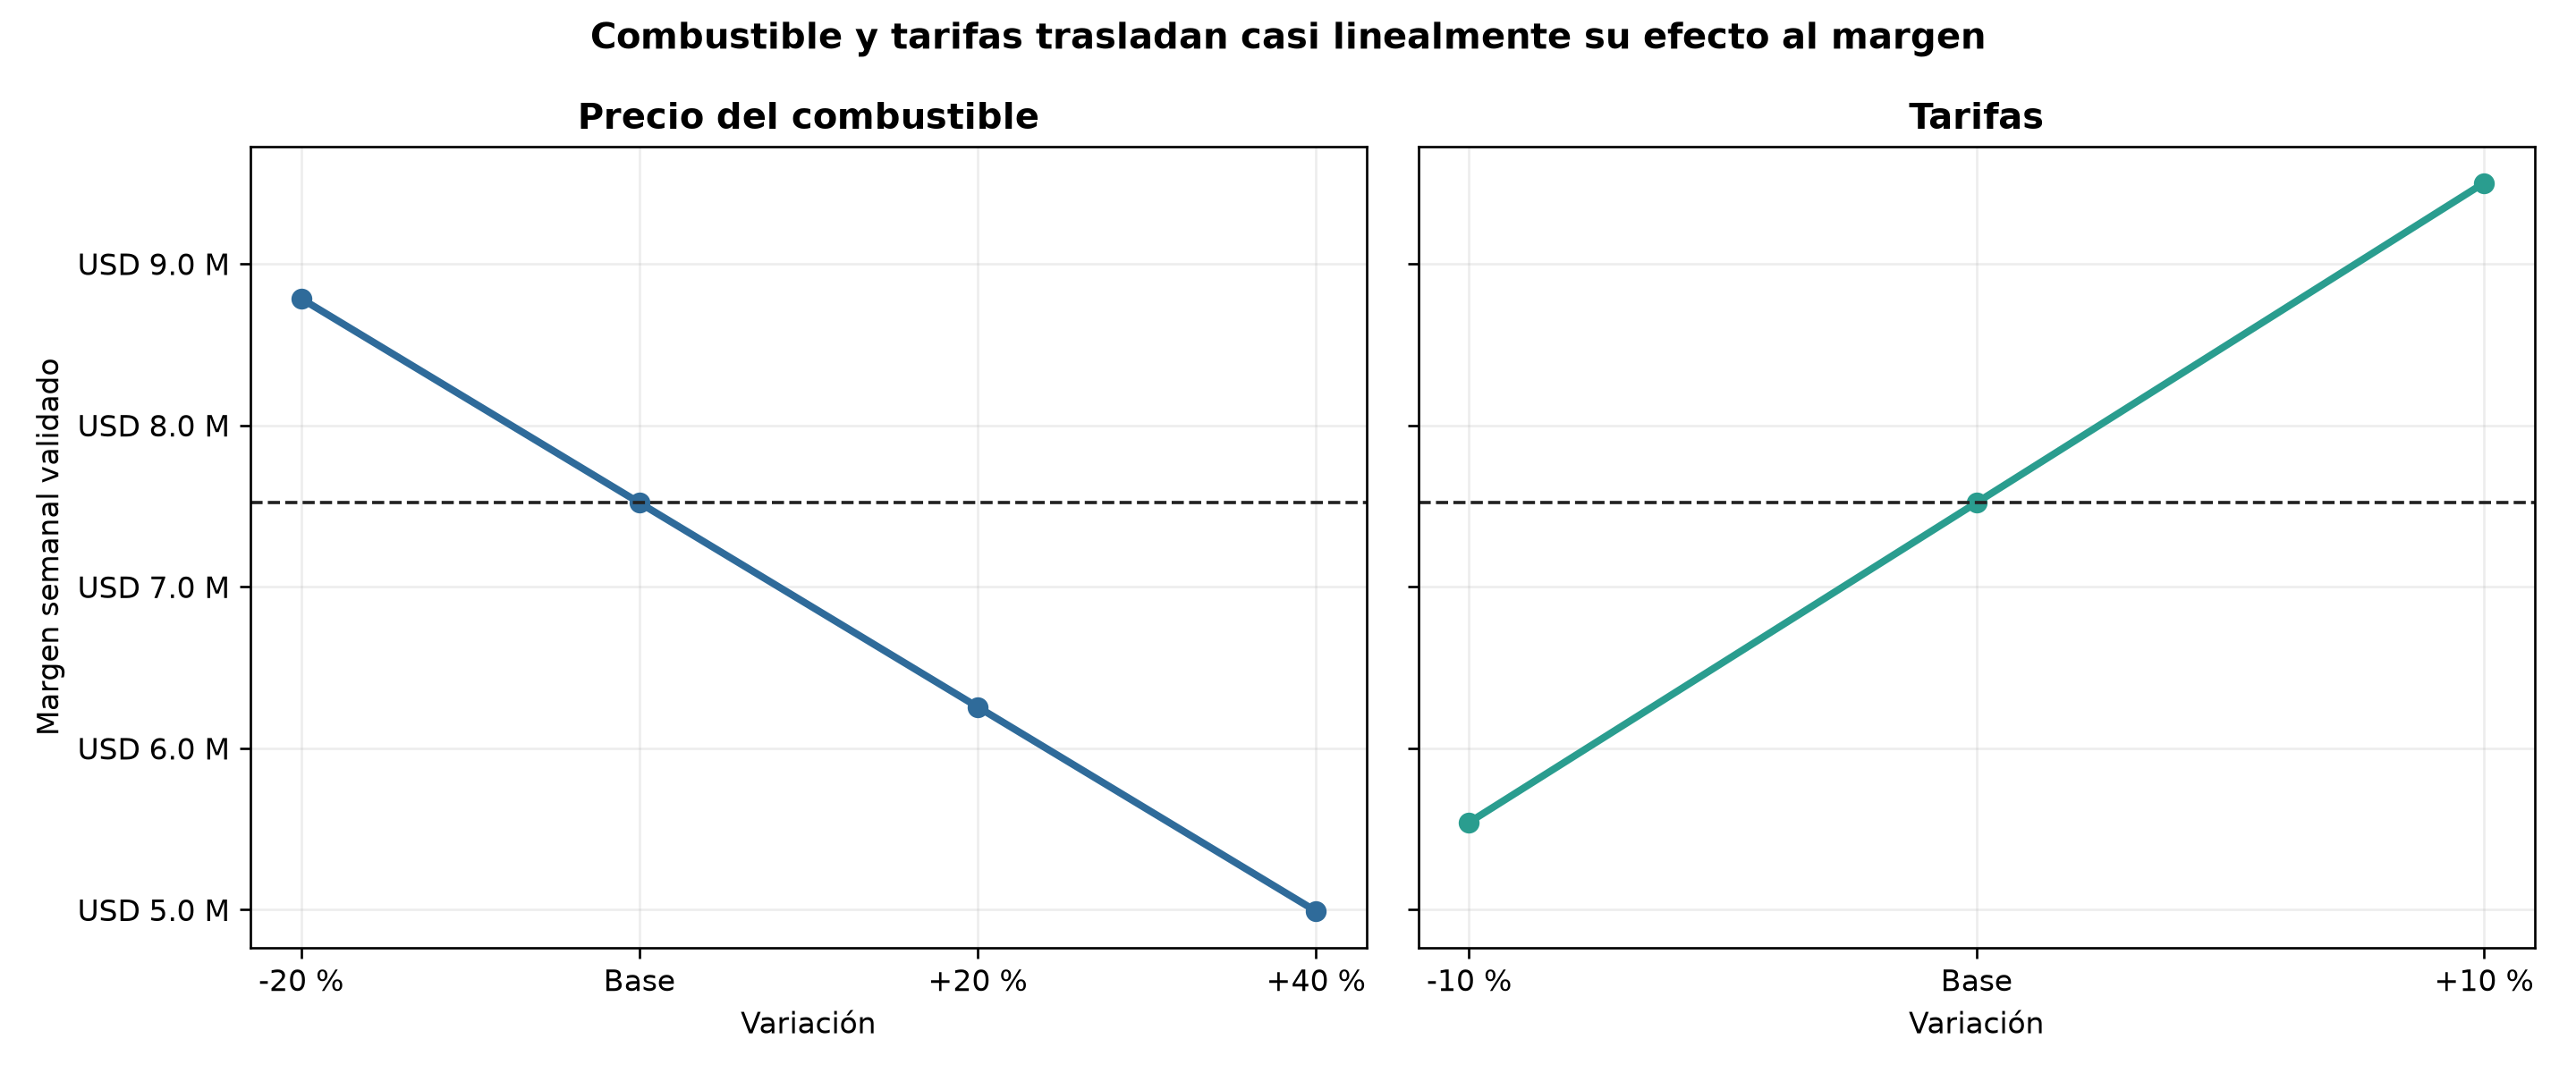 Combustible y tarifas trasladan casi linealmente su efecto al margen
Precio del combustible
Margen semanal validado
USD 9.0 M
USD 8.0 M
USD 7.0 M
USD 6.0 M
USD 5.0 M
-20 %
Base
+20 %
+40 %
Variación
Tarifas
-10 %
Base
+10 %
Variación